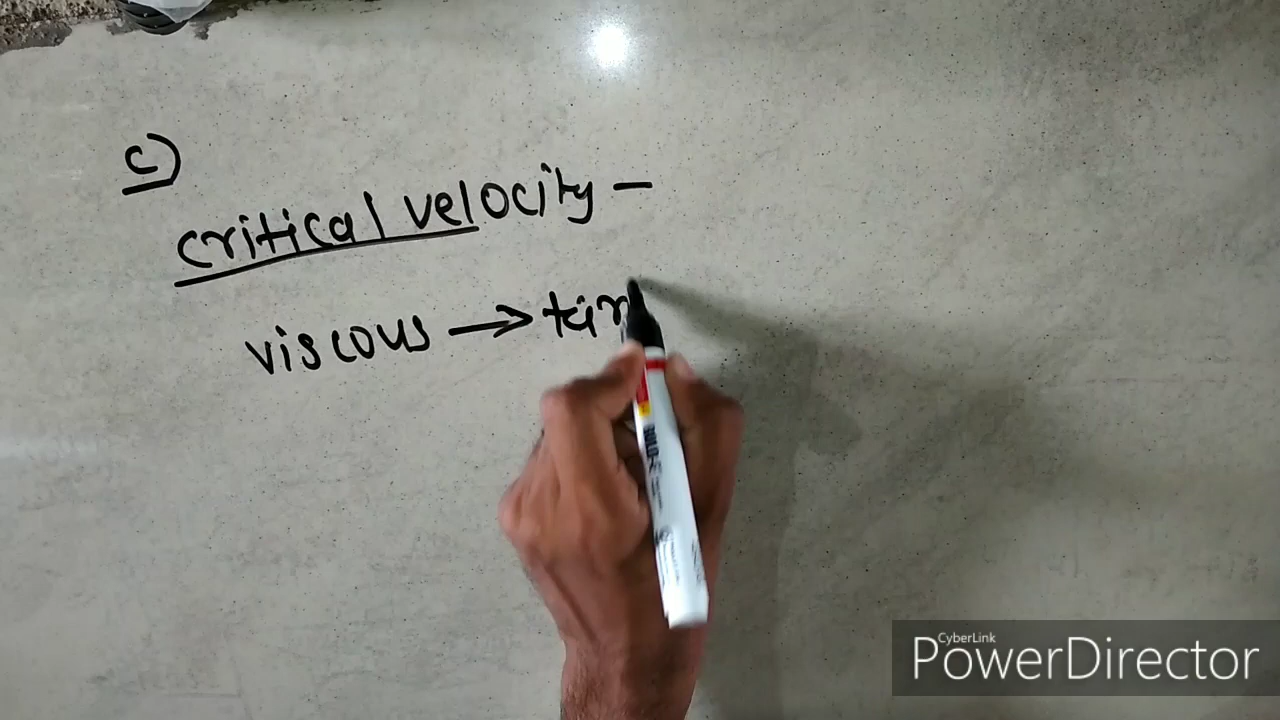 c)
critical velocity —
viscous →
CyberLink
PowerDirector